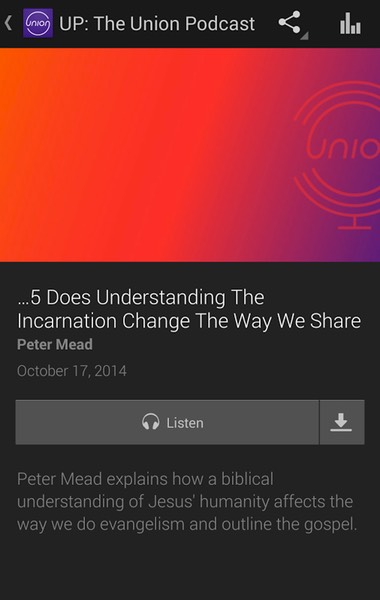 union UP: The Union Podcast
unio
...5 Does Understanding The
Incarnation Change The Way We Share
Peter Mead
October 17, 2014
Listen
Peter Mead explains how a biblical
understanding of Jesus' humanity affects the
way we do evangelism and outline the gospel.